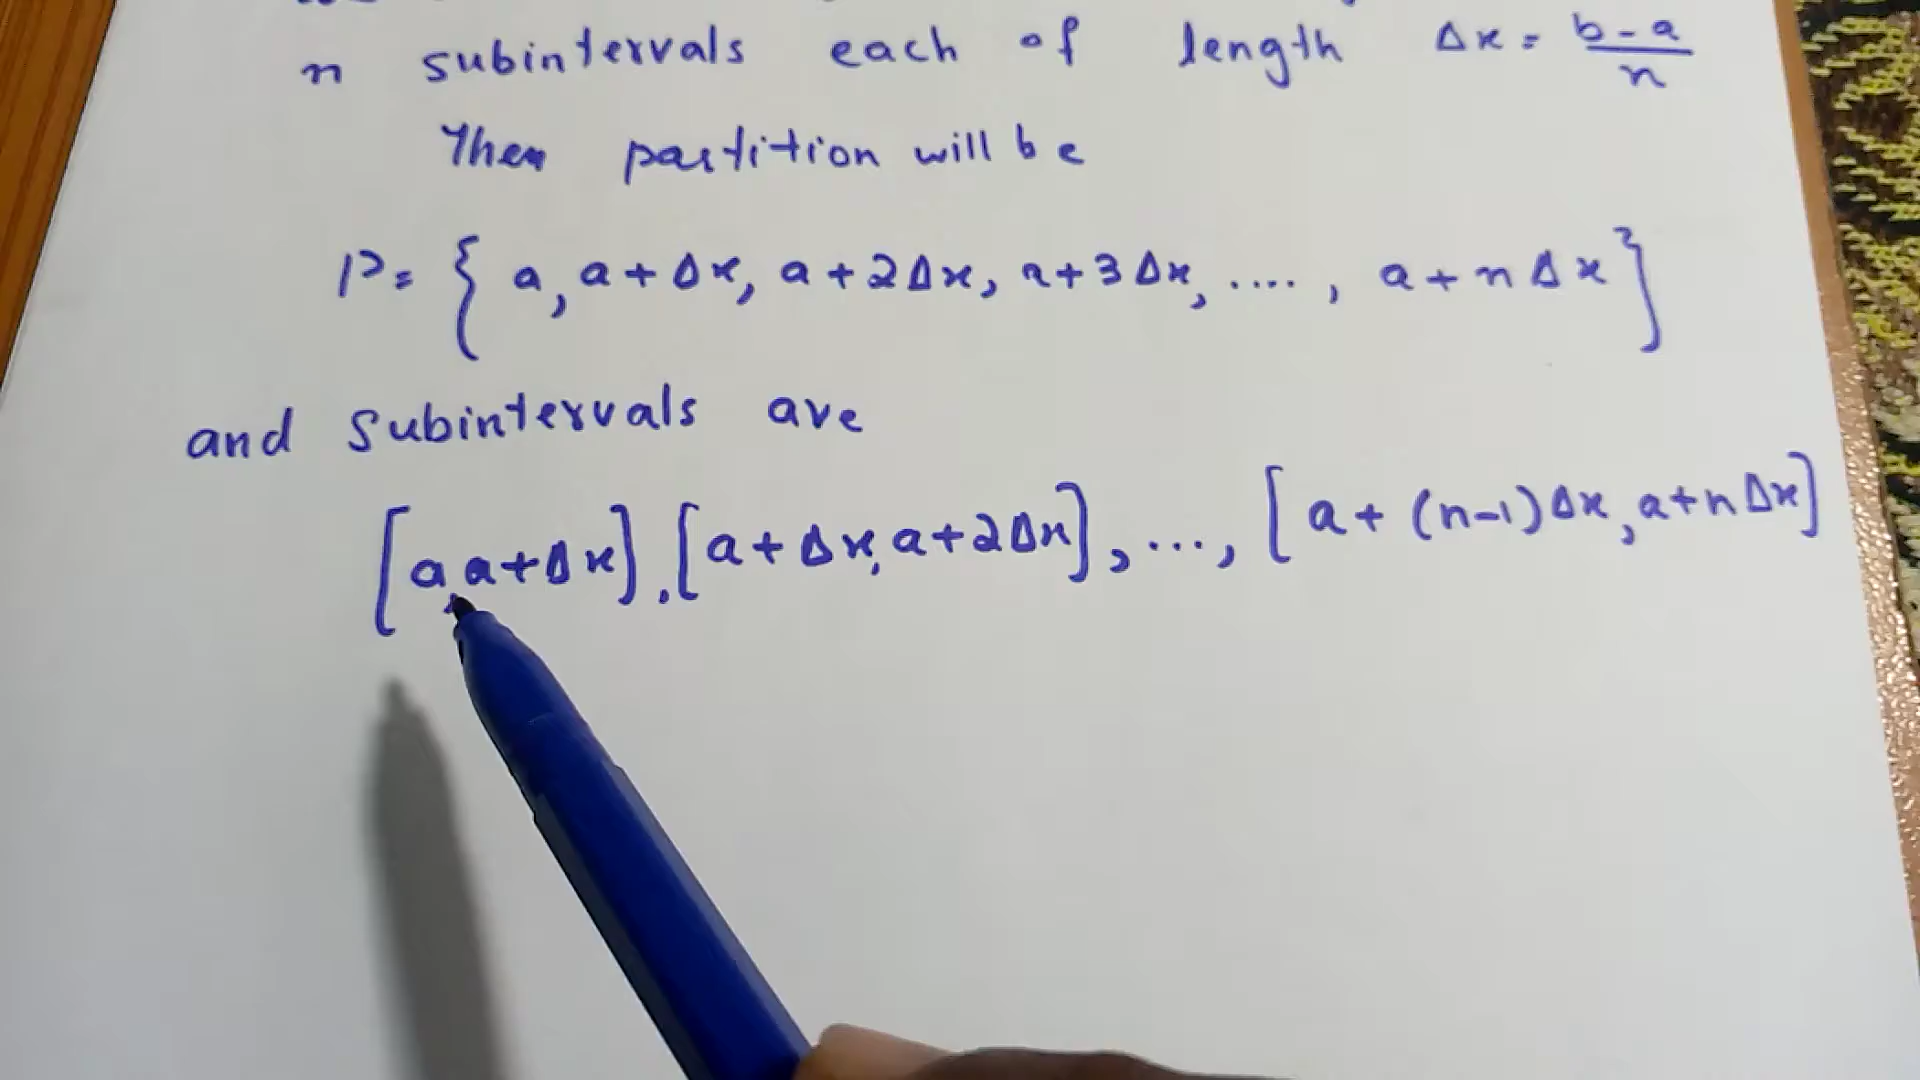 n subintervals each of length Δx = b-a/n
Then partition will be
P = { a, a+Δx, a+2Δx, a+3Δx, ...., a+nΔx }
and subintervals are
[a, a+Δx], [a+Δx, a+2Δx], ..., [a+(n-1)Δx, a+nΔx]